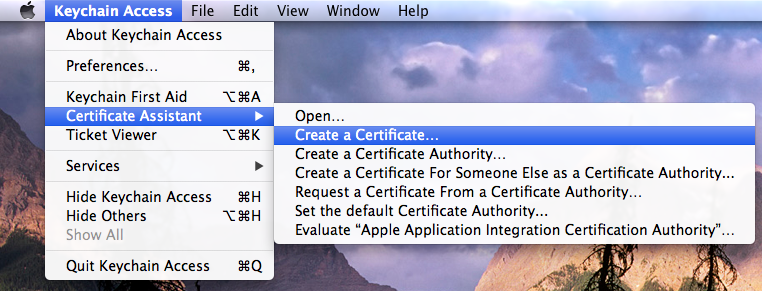 Keychain Access File Edit View Window Help
About Keychain Access
Preferences... ⌘,
Keychain First Aid ⌥⌘A
Certificate Assistant ▶
Ticket Viewer ⌥⌘K
Services ▶
Hide Keychain Access ⌘H
Hide Others ⌥⌘H
Show All
Quit Keychain Access ⌘Q
Open...
Create a Certificate...
Create a Certificate Authority...
Create a Certificate For Someone Else as a Certificate Authority...
Request a Certificate From a Certificate Authority...
Set the default Certificate Authority...
Evaluate “Apple Application Integration Certification Authority”...